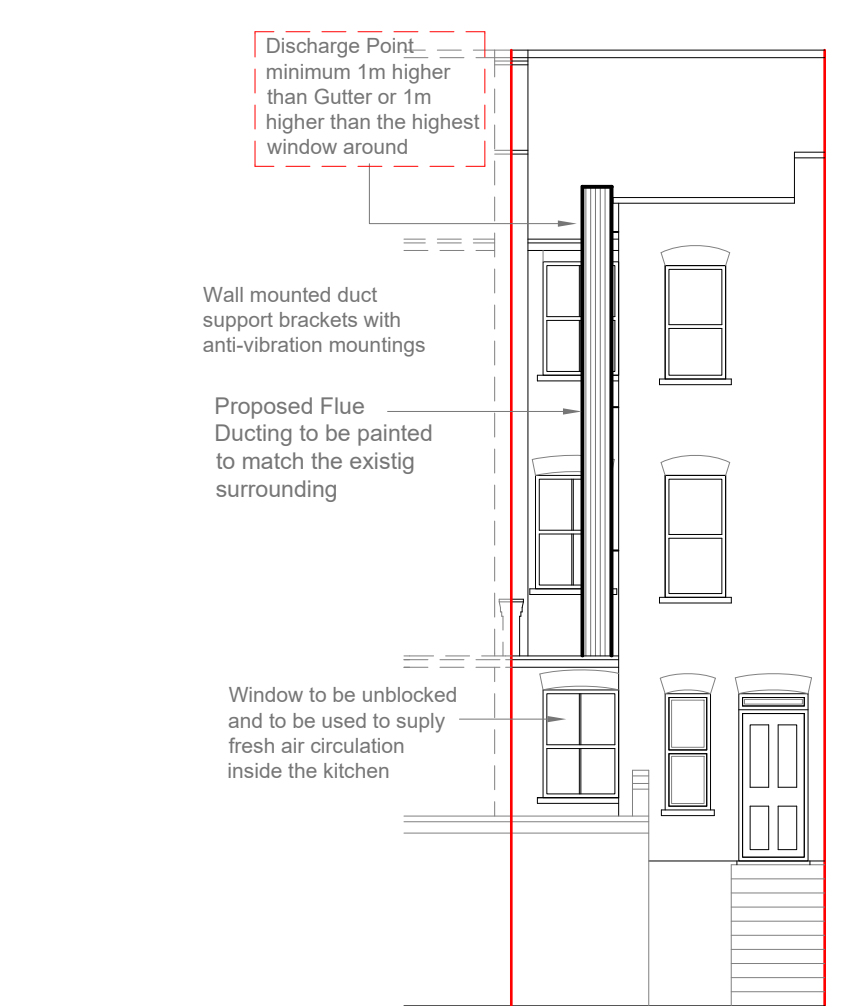 Discharge Point
minimum 1m higher
than Gutter or 1m
higher than the highest
window around
Wall mounted duct
support brackets with
anti-vibration mountings
Proposed Flue
Ducting to be painted
to match the existig
surrounding
Window to be unblocked
and to be used to suply
fresh air circulation
inside the kitchen